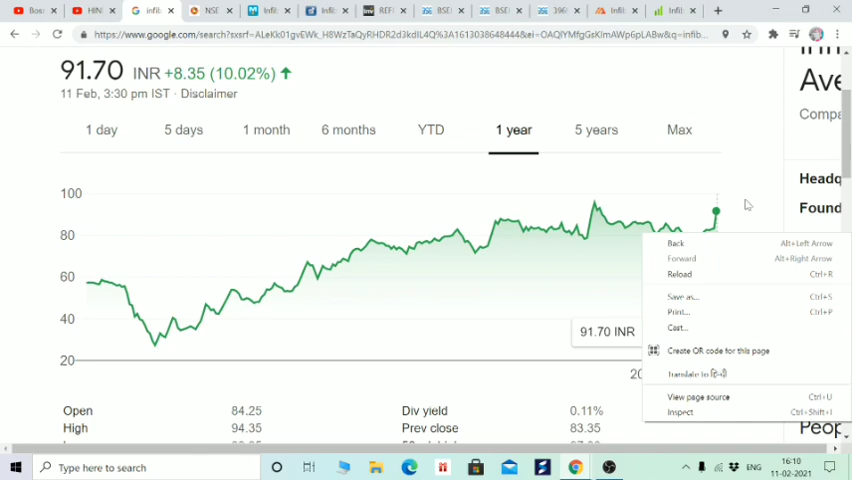 Bos
HIN
infib
NSE
Infib
Infib
REFI
BSE
BSE
396
Infib
Infib
https://www.google.com/search?sxsrf=ALeKk01gvEWk_H8WzTaQyRHDR2d3kdIL4Q%3A1613038648444&ei=OAQlYMfgGsKlmAWp6pLABw&q=infib...
91.70 INR +8.35 (10.02%)
11 Feb, 3:30 pm IST · Disclaimer
Ave
Compa
1 day
5 days
1 month
6 months
YTD
1 year
5 years
Max
Headq
Found
100
80
60
40
20
91.70 INR
20
Back Alt+Left Arrow
Forward Alt+Right Arrow
Reload Ctrl+R
Save as... Ctrl+S
Print... Ctrl+P
Cast...
Create QR code for this page
Translate to हिन्दी
View page source Ctrl+U
Inspect Ctrl+Shift+I
Open 84.25 Div yield 0.11%
High 94.35 Prev close 83.35
Peop
Type here to search
ENG
16:10
11-02-2021